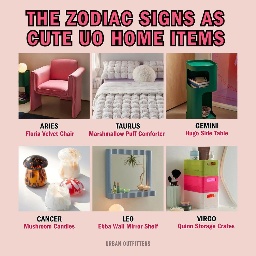 THE ZODIAC SIGNS AS
CUTE UO HOME ITEMS
ARIES
Floria Velvet Chair
TAURUS
Marshmallow Puff Comforter
GEMINI
Hugo Side Table
CANCER
Mushroom Candles
LEO
Ebba Wall Mirror Shelf
VIRGO
Quinn Storage Crates
URBAN OUTFITTERS